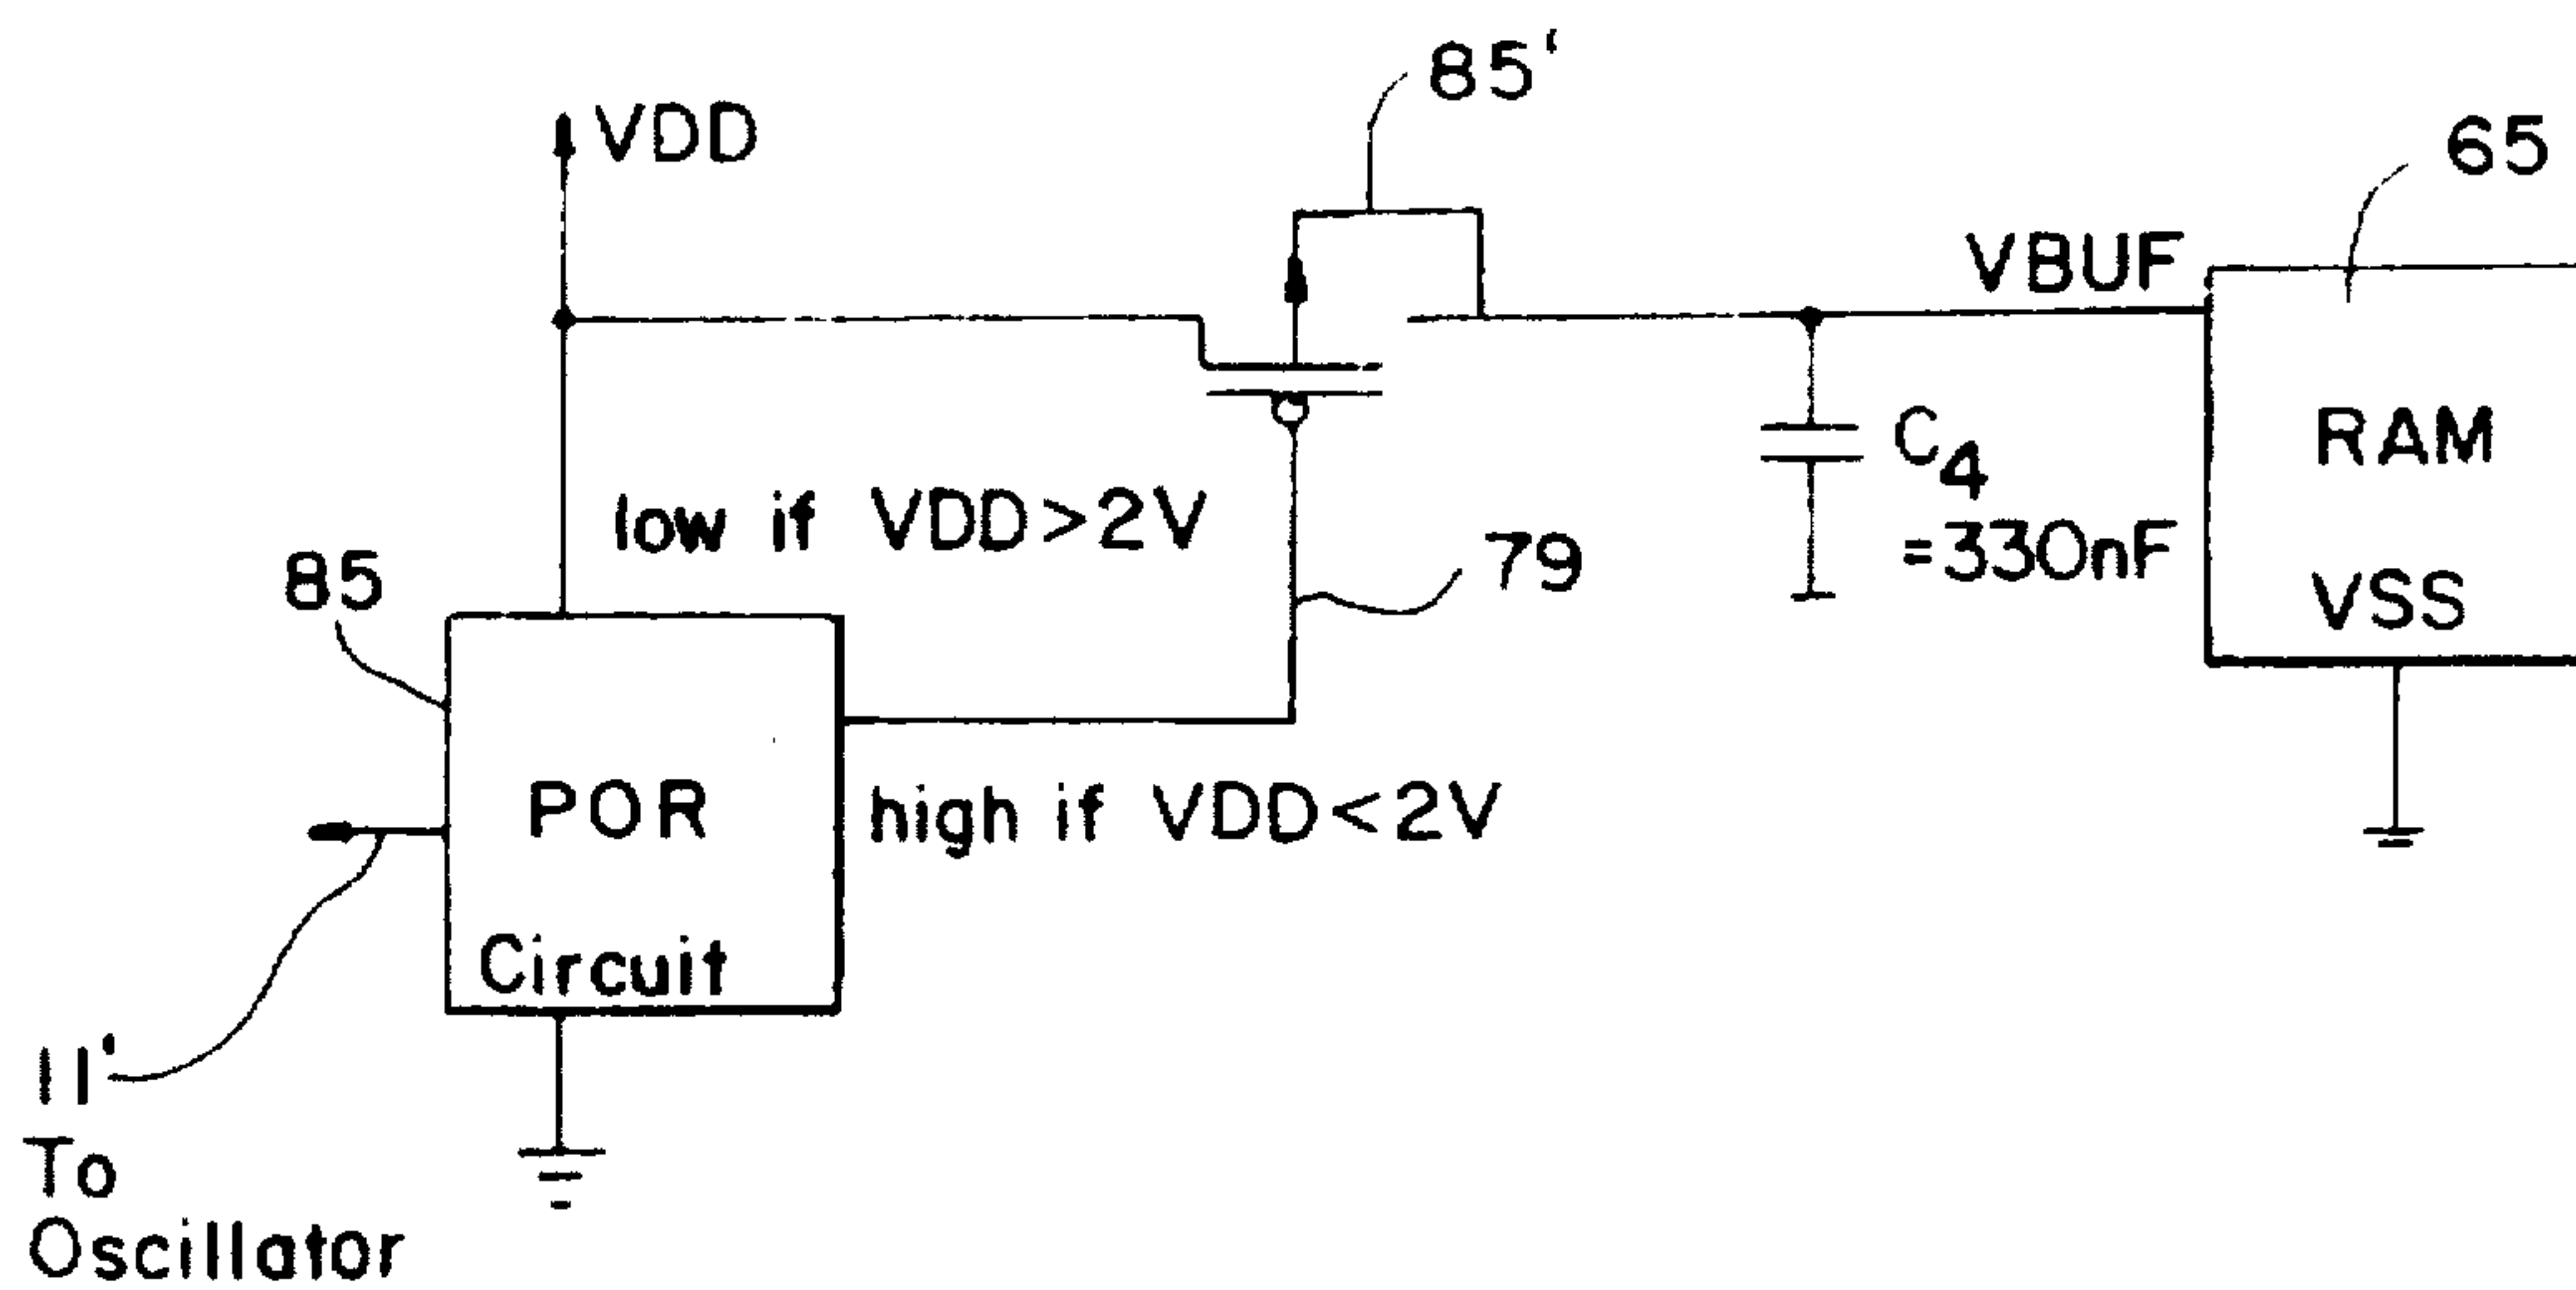 85'
VDD
65
VBUF
RAM
C4
=330nF
low if VDD>2V
79
VSS
85
POR
Circuit
high if VDD<2V
11'
To
Oscillator